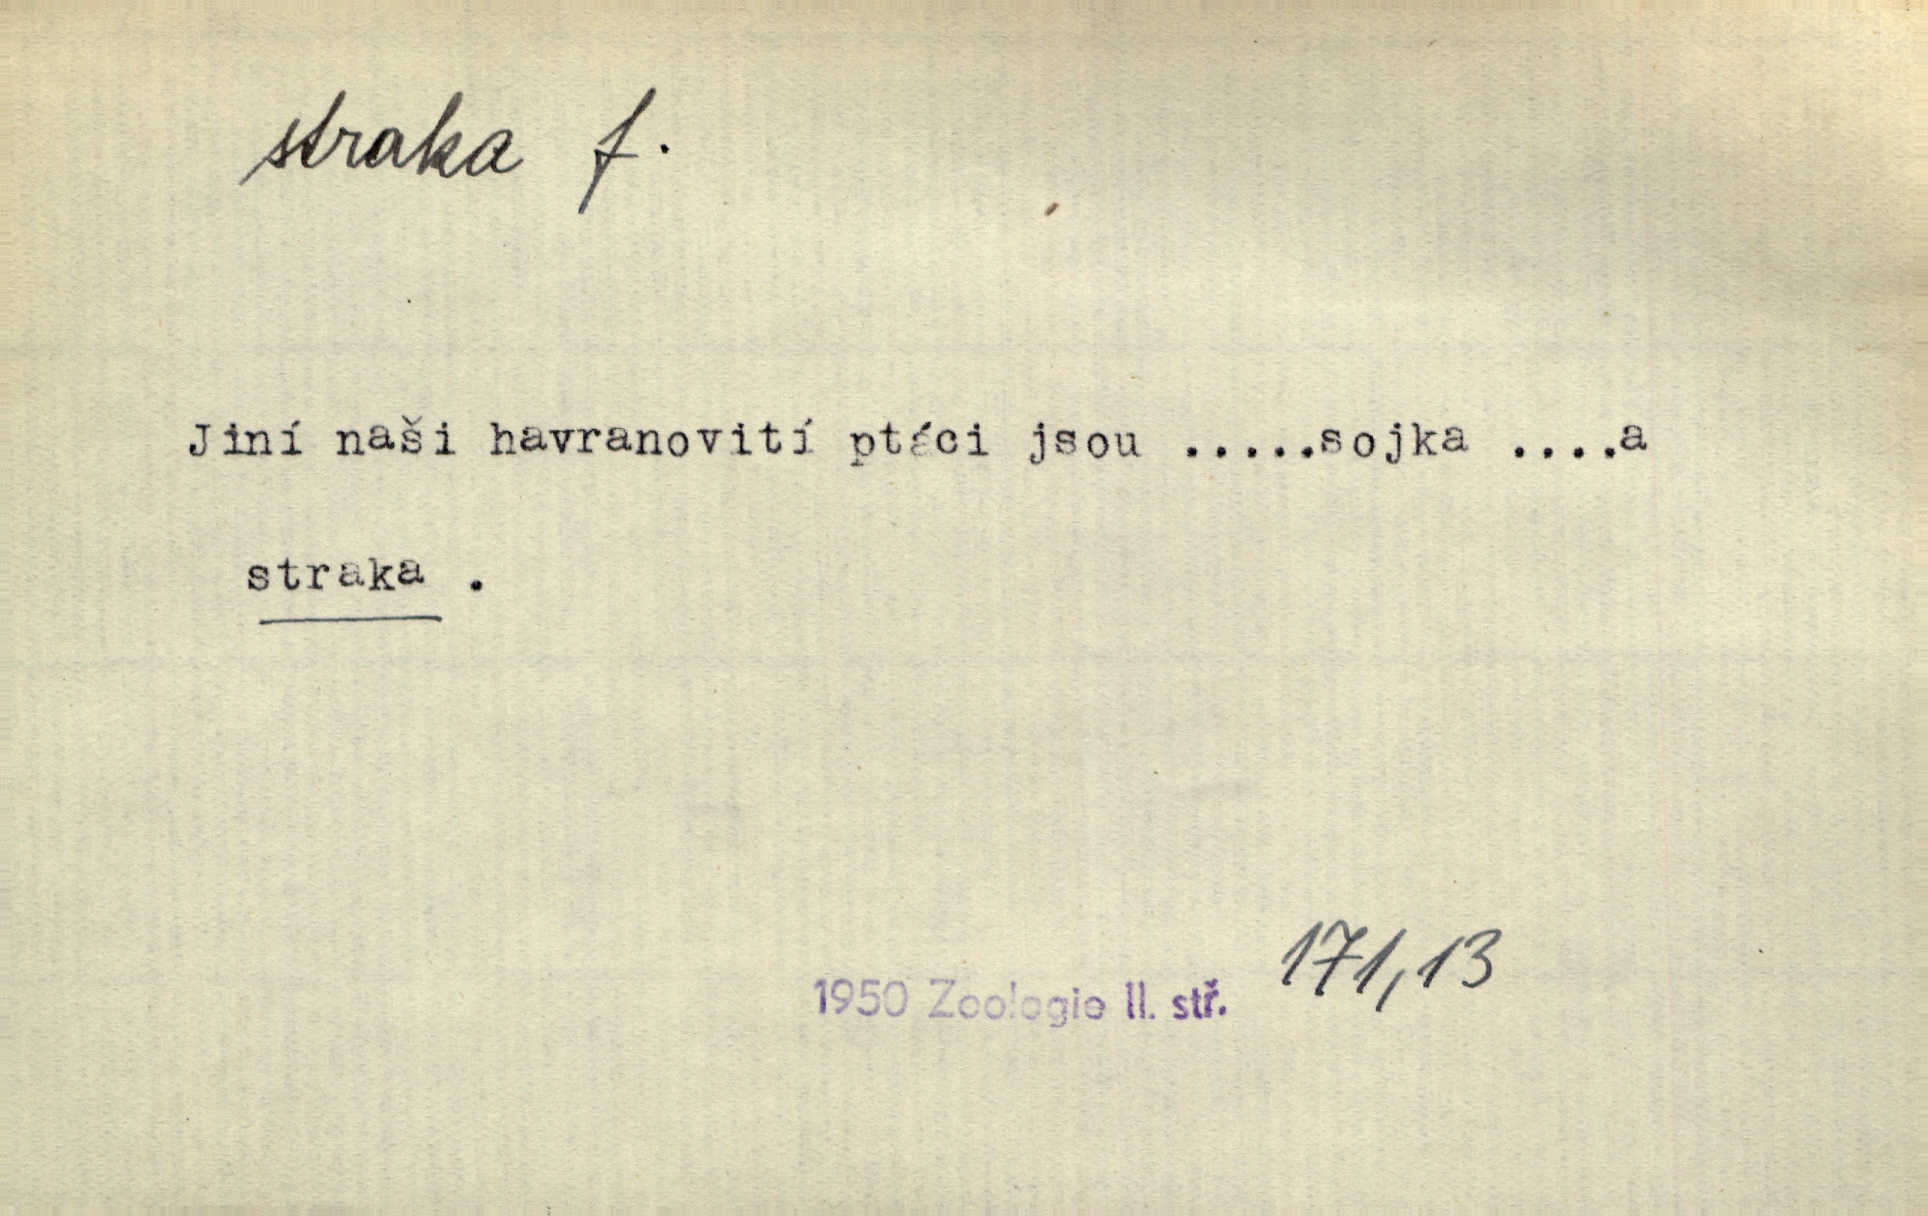 straka f.
Jiní naši havranovití ptáci jsou .....sojka ....a
straka .
1950 Zoologie II. stř. 171,13